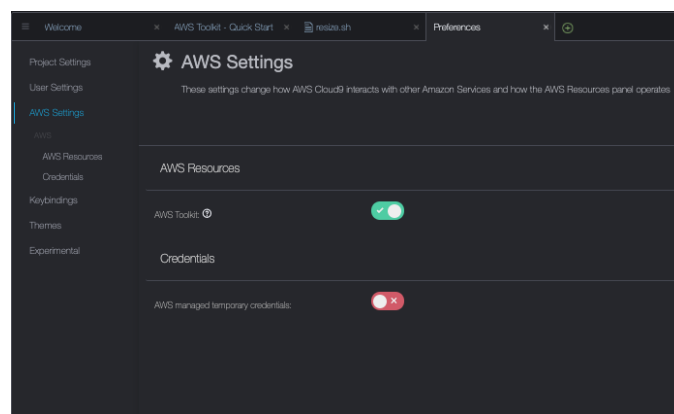 Welcome
AWS Toolkit - Quick Start
resize.sh
Preferences
Project Settings
User Settings
AWS Settings
AWS
AWS Resources
Credentials
Keybindings
Themes
Experimental
AWS Settings
These settings change how AWS Cloud9 interacts with other Amazon Services and how the AWS Resources panel operates
AWS Resources
AWS Toolkit:
Credentials
AWS managed temporary credentials: